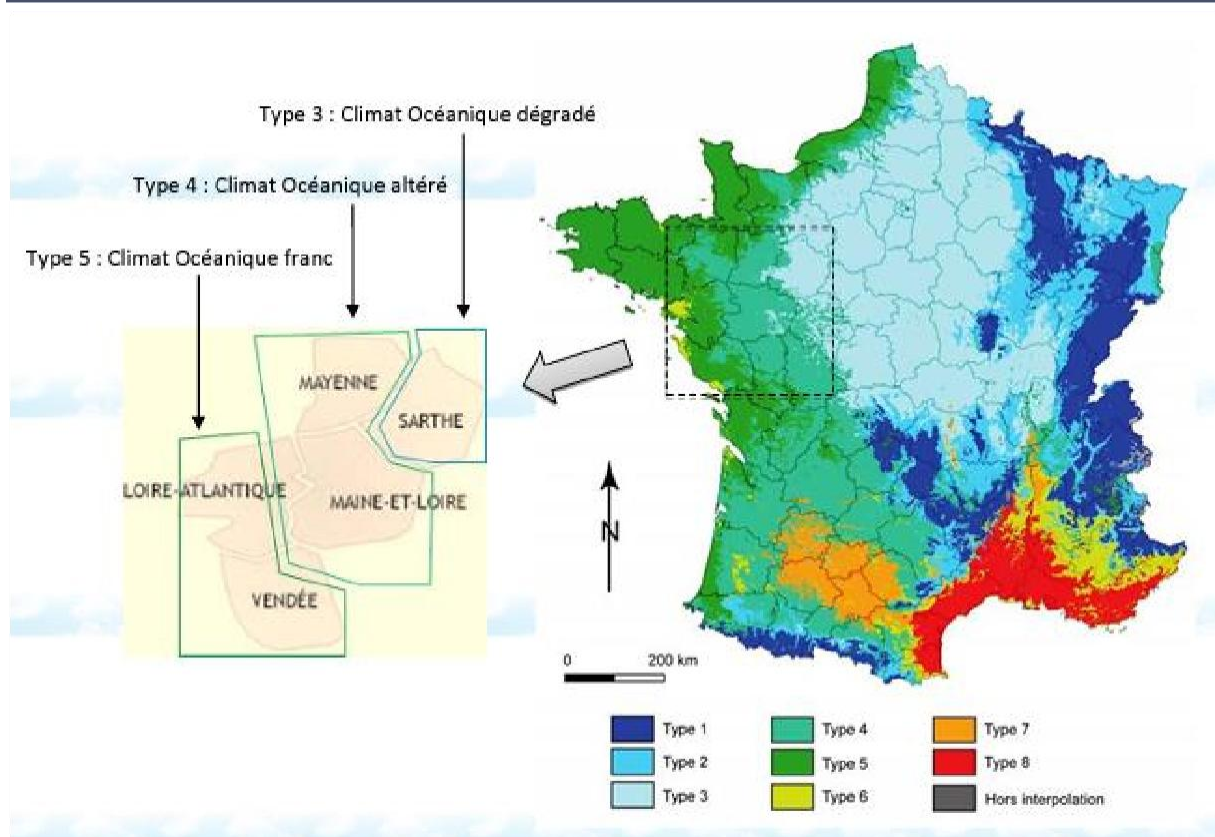 Type 3 : Climat Océanique dégradé
Type 4 : Climat Océanique altéré
Type 5 : Climat Océanique franc
MAYENNE
SARTHE
LOIRE-ATLANTIQUE
MAINE-ET-LOIRE
VENDÉE
N
0 200 km
Type 1 Type 4 Type 7
Type 2 Type 5 Type 8
Type 3 Type 6 Hors interpolation